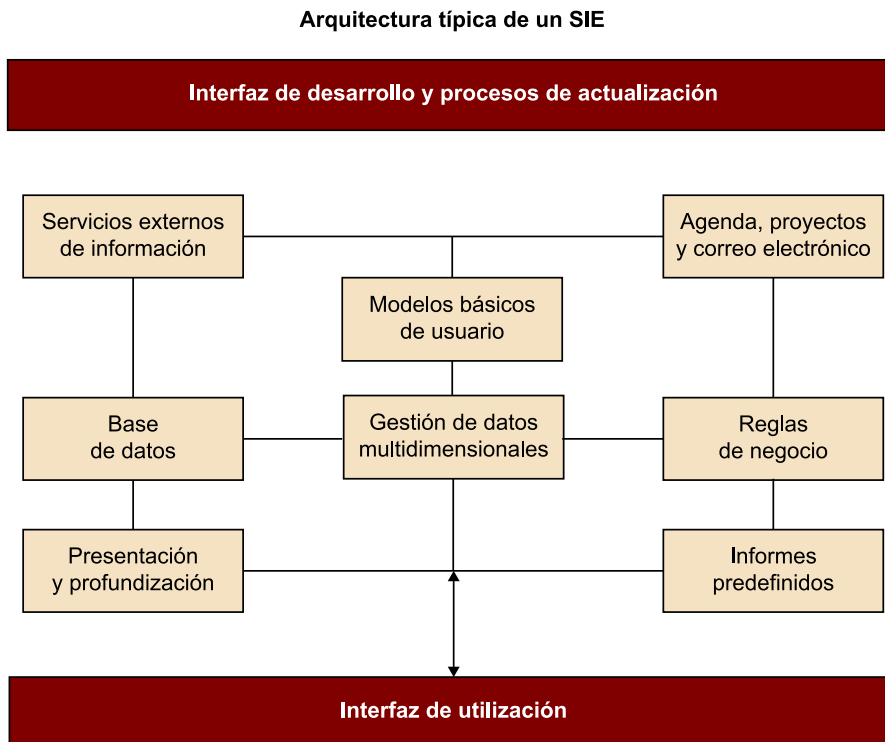 Arquitectura típica de un SIE
Interfaz de desarrollo y procesos de actualización
Servicios externos
de información
Agenda, proyectos
y correo electrónico
Modelos básicos
de usuario
Base
de datos
Gestión de datos
multidimensionales
Reglas
de negocio
Presentación
y profundización
Informes
predefinidos
Interfaz de utilización